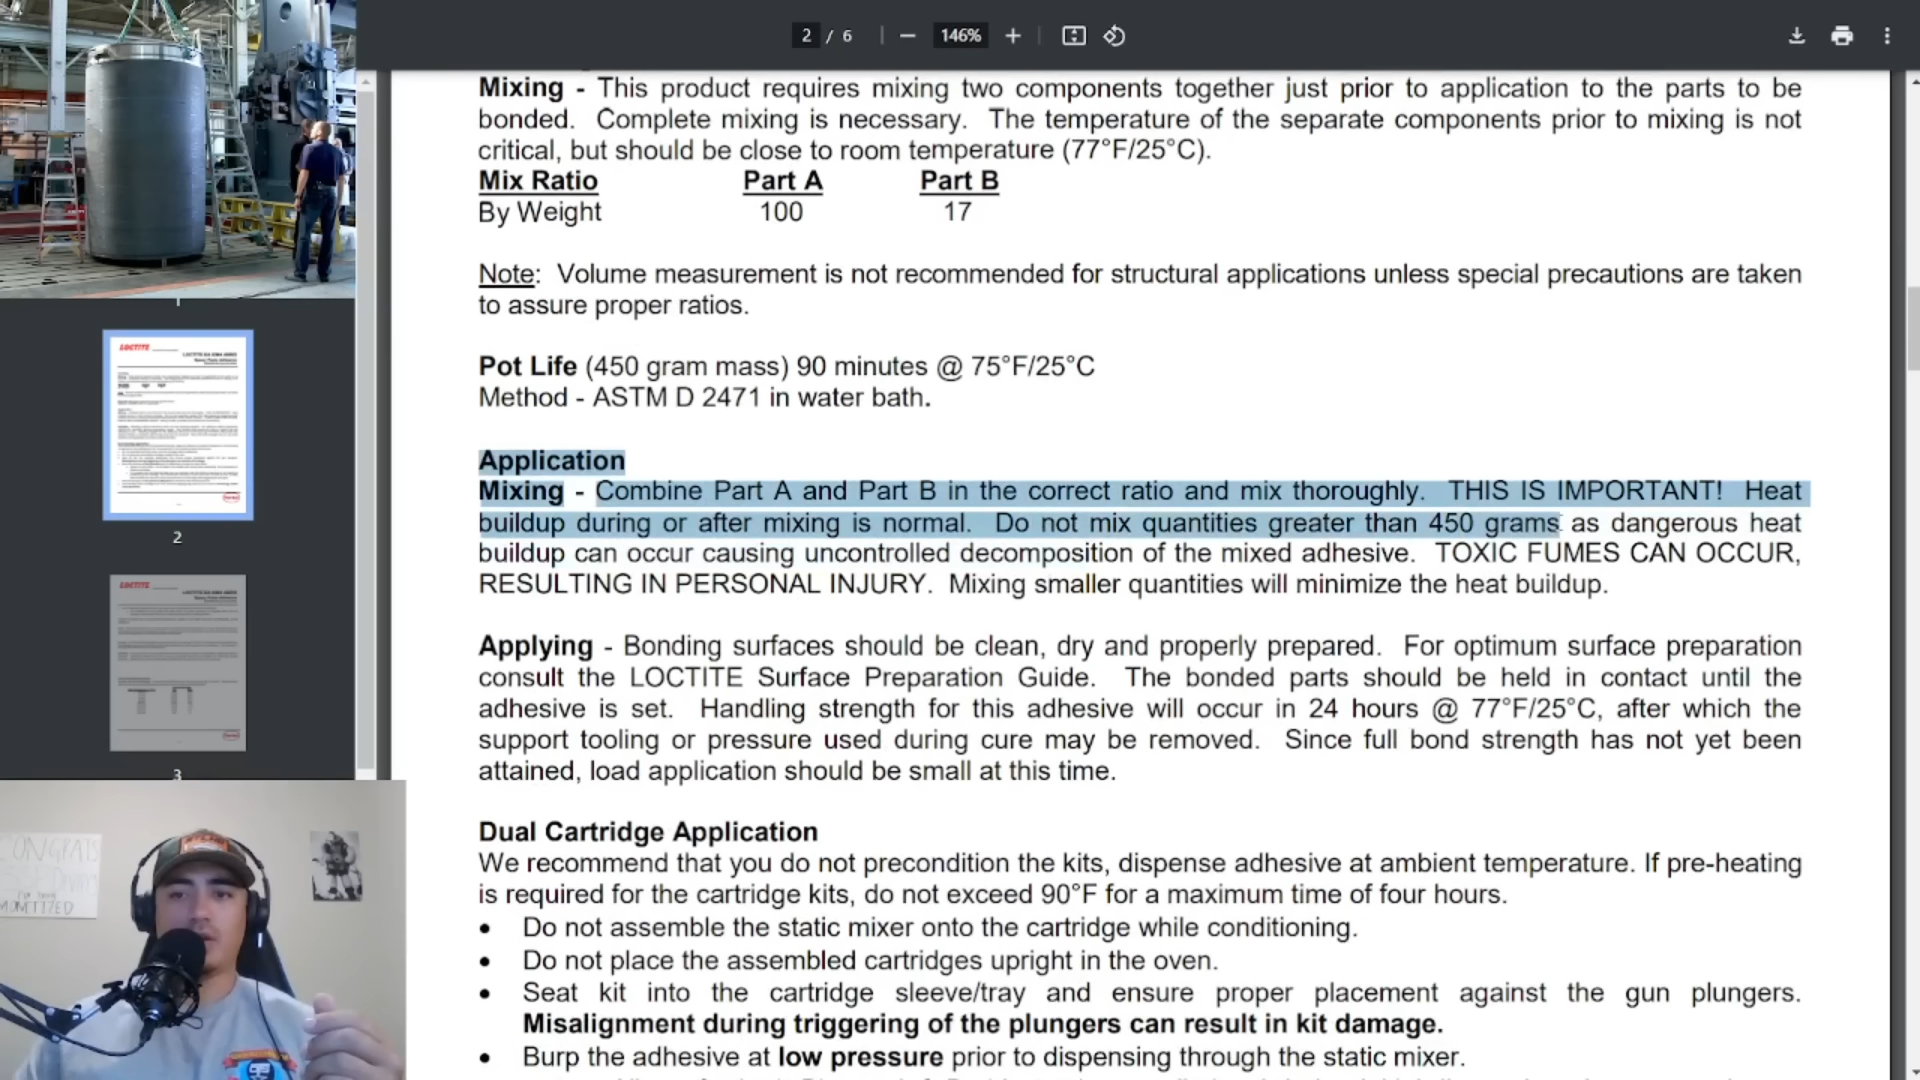 2 / 6
146%
Mixing - This product requires mixing two components together just prior to application to the parts to be
bonded. Complete mixing is necessary. The temperature of the separate components prior to mixing is not
critical, but should be close to room temperature (77°F/25°C).
Mix Ratio Part A Part B
By Weight 100 17
Note: Volume measurement is not recommended for structural applications unless special precautions are taken
to assure proper ratios.
Pot Life (450 gram mass) 90 minutes @ 75°F/25°C
Method - ASTM D 2471 in water bath.
Application
Mixing - Combine Part A and Part B in the correct ratio and mix thoroughly. THIS IS IMPORTANT! Heat
buildup during or after mixing is normal. Do not mix quantities greater than 450 grams as dangerous heat
buildup can occur causing uncontrolled decomposition of the mixed adhesive. TOXIC FUMES CAN OCCUR,
RESULTING IN PERSONAL INJURY. Mixing smaller quantities will minimize the heat buildup.
Applying - Bonding surfaces should be clean, dry and properly prepared. For optimum surface preparation
consult the LOCTITE Surface Preparation Guide. The bonded parts should be held in contact until the
adhesive is set. Handling strength for this adhesive will occur in 24 hours @ 77°F/25°C, after which the
support tooling or pressure used during cure may be removed. Since full bond strength has not yet been
attained, load application should be small at this time.
Dual Cartridge Application
We recommend that you do not precondition the kits, dispense adhesive at ambient temperature. If pre-heating
is required for the cartridge kits, do not exceed 90°F for a maximum time of four hours.
• Do not assemble the static mixer onto the cartridge while conditioning.
• Do not place the assembled cartridges upright in the oven.
• Seat kit into the cartridge sleeve/tray and ensure proper placement against the gun plungers.
Misalignment during triggering of the plungers can result in kit damage.
• Burp the adhesive at low pressure prior to dispensing through the static mixer.
LOCTITE
2
LOCTITE
3
CONGRATS
MONETIZED